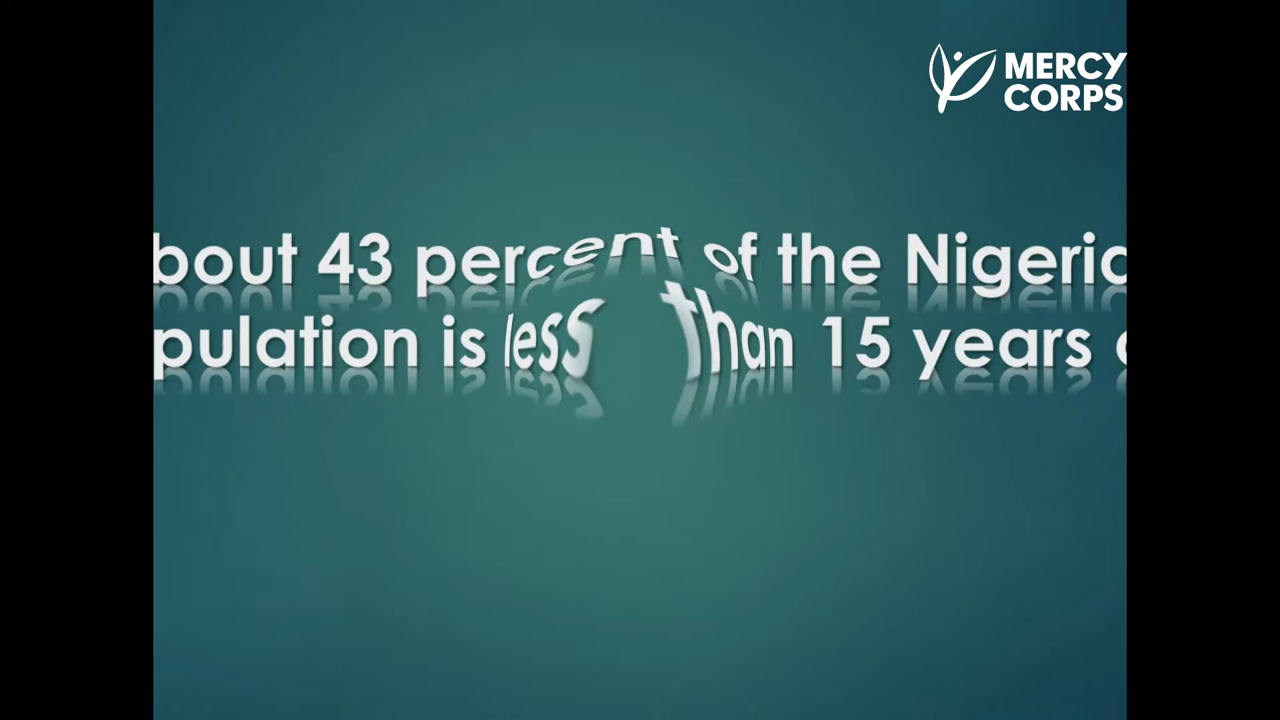 MERCY
CORPS
bout 43 percent of the Nigeria
pulation is less than 15 years o